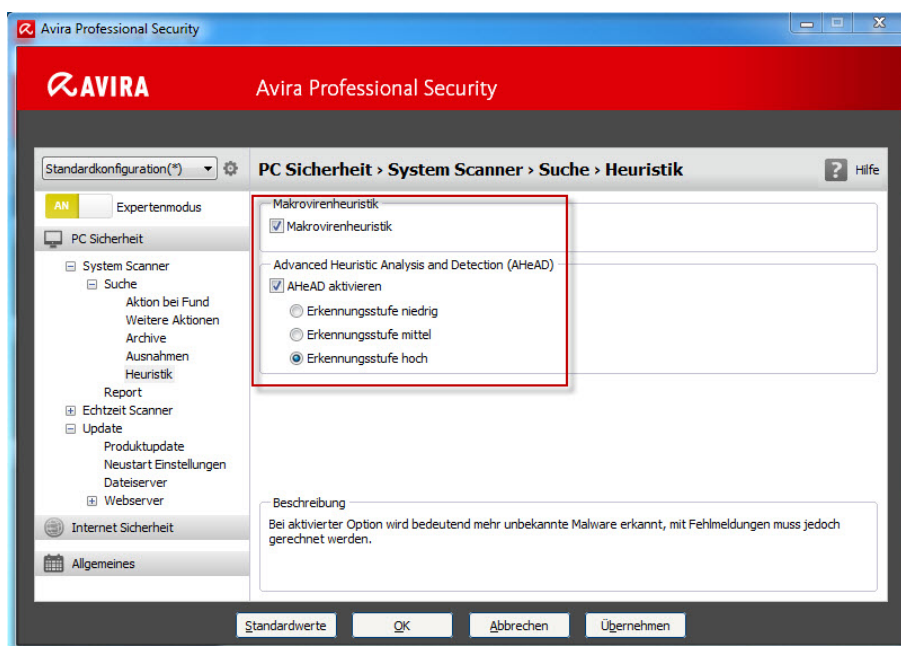 Avira Professional Security
AVIRA
Avira Professional Security
Standardkonfiguration(*)
PC Sicherheit › System Scanner › Suche › Heuristik
? Hilfe
AN Expertenmodus
PC Sicherheit
System Scanner
Suche
Aktion bei Fund
Weitere Aktionen
Archive
Ausnahmen
Heuristik
Report
Echtzeit Scanner
Update
Produktupdate
Neustart Einstellungen
Dateiserver
Webserver
Internet Sicherheit
Allgemeines
Makrovirenheuristik
Makrovirenheuristik
Advanced Heuristic Analysis and Detection (AHeAD)
AHeAD aktivieren
Erkennungsstufe niedrig
Erkennungsstufe mittel
Erkennungsstufe hoch
Beschreibung
Bei aktivierter Option wird bedeutend mehr unbekannte Malware erkannt, mit Fehlmeldungen muss jedoch
gerechnet werden.
Standardwerte
OK
Abbrechen
Übernehmen